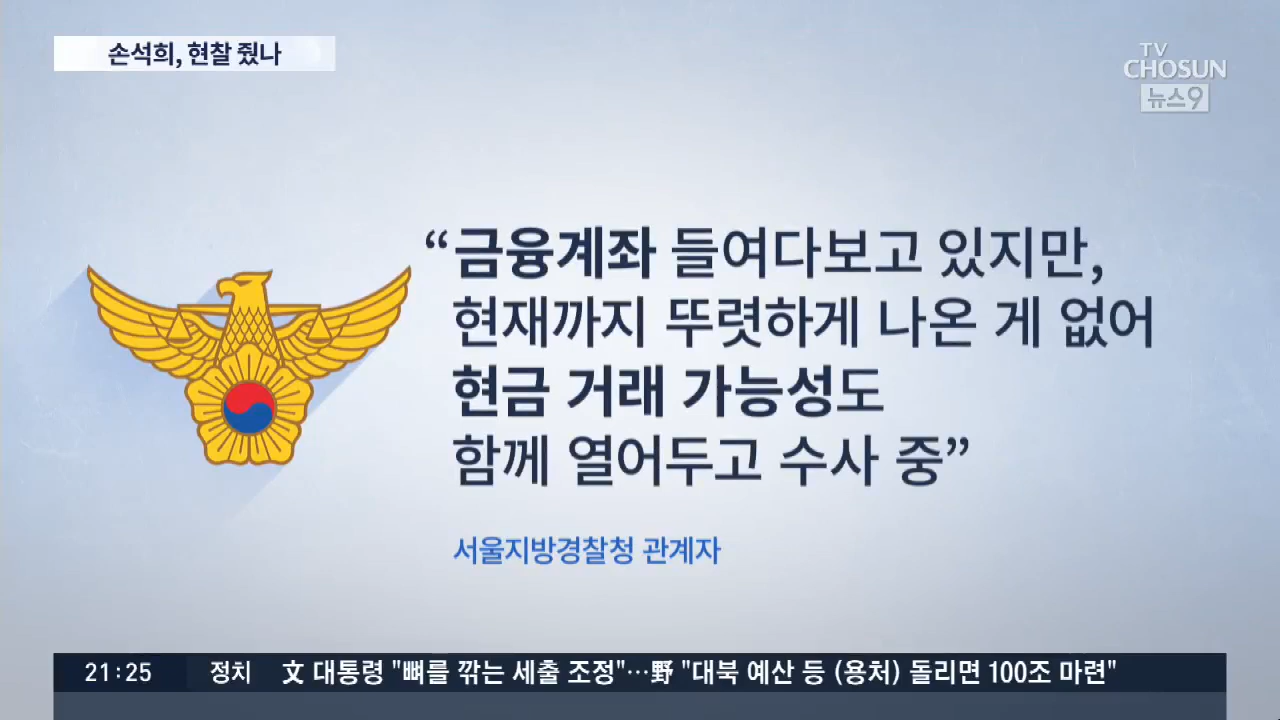 손석희, 현찰 줬나
TV
CHOSUN
뉴스9
“금융계좌 들여다보고 있지만,
현재까지 뚜렷하게 나온 게 없어
현금 거래 가능성도
함께 열어두고 수사 중”
서울지방경찰청 관계자
21:25 정치 文 대통령 "뼈를 깎는 세출 조정"…野 "대북 예산 등 (용처) 돌리면 100조 마련"